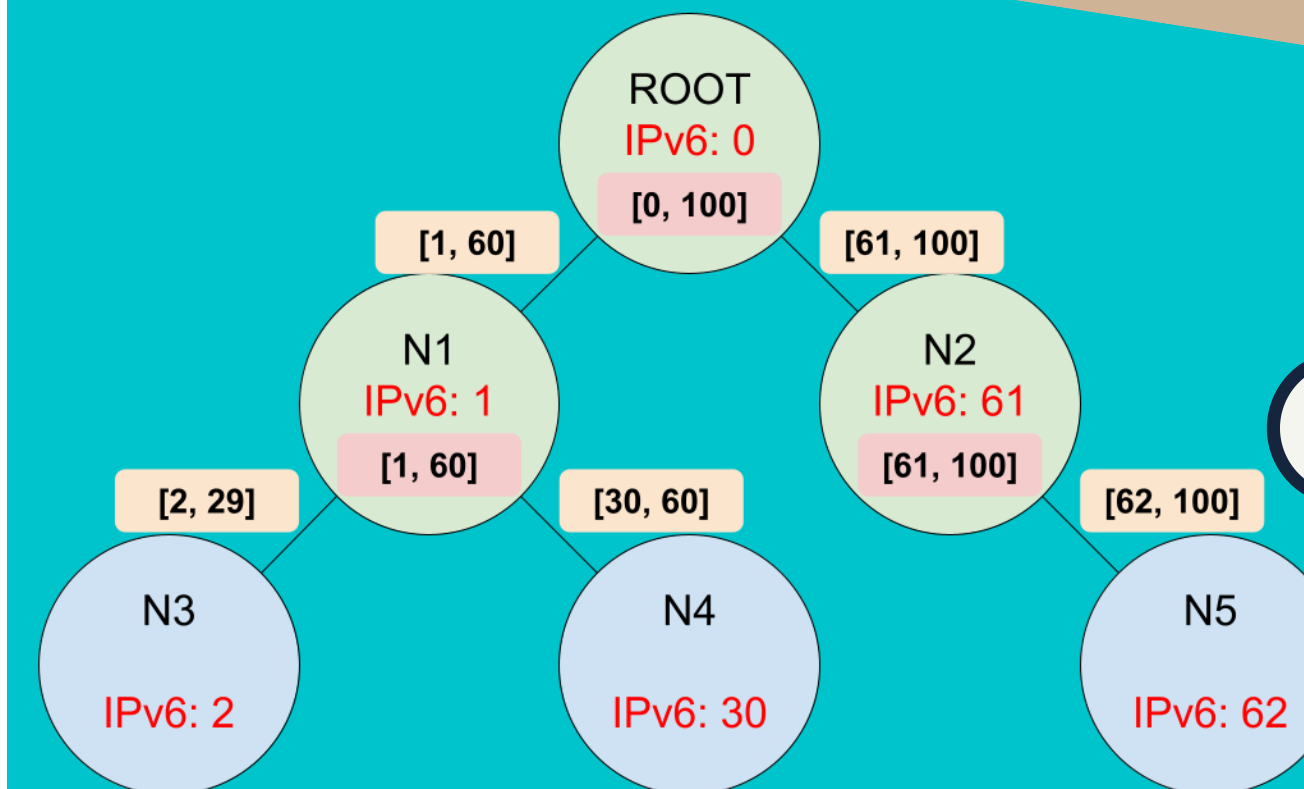 ROOT
IPv6: 0
[0, 100]
[1, 60]
[61, 100]
N1
IPv6: 1
[1, 60]
N2
IPv6: 61
[61, 100]
[2, 29]
[30, 60]
[62, 100]
N3
IPv6: 2
N4
IPv6: 30
N5
IPv6: 62